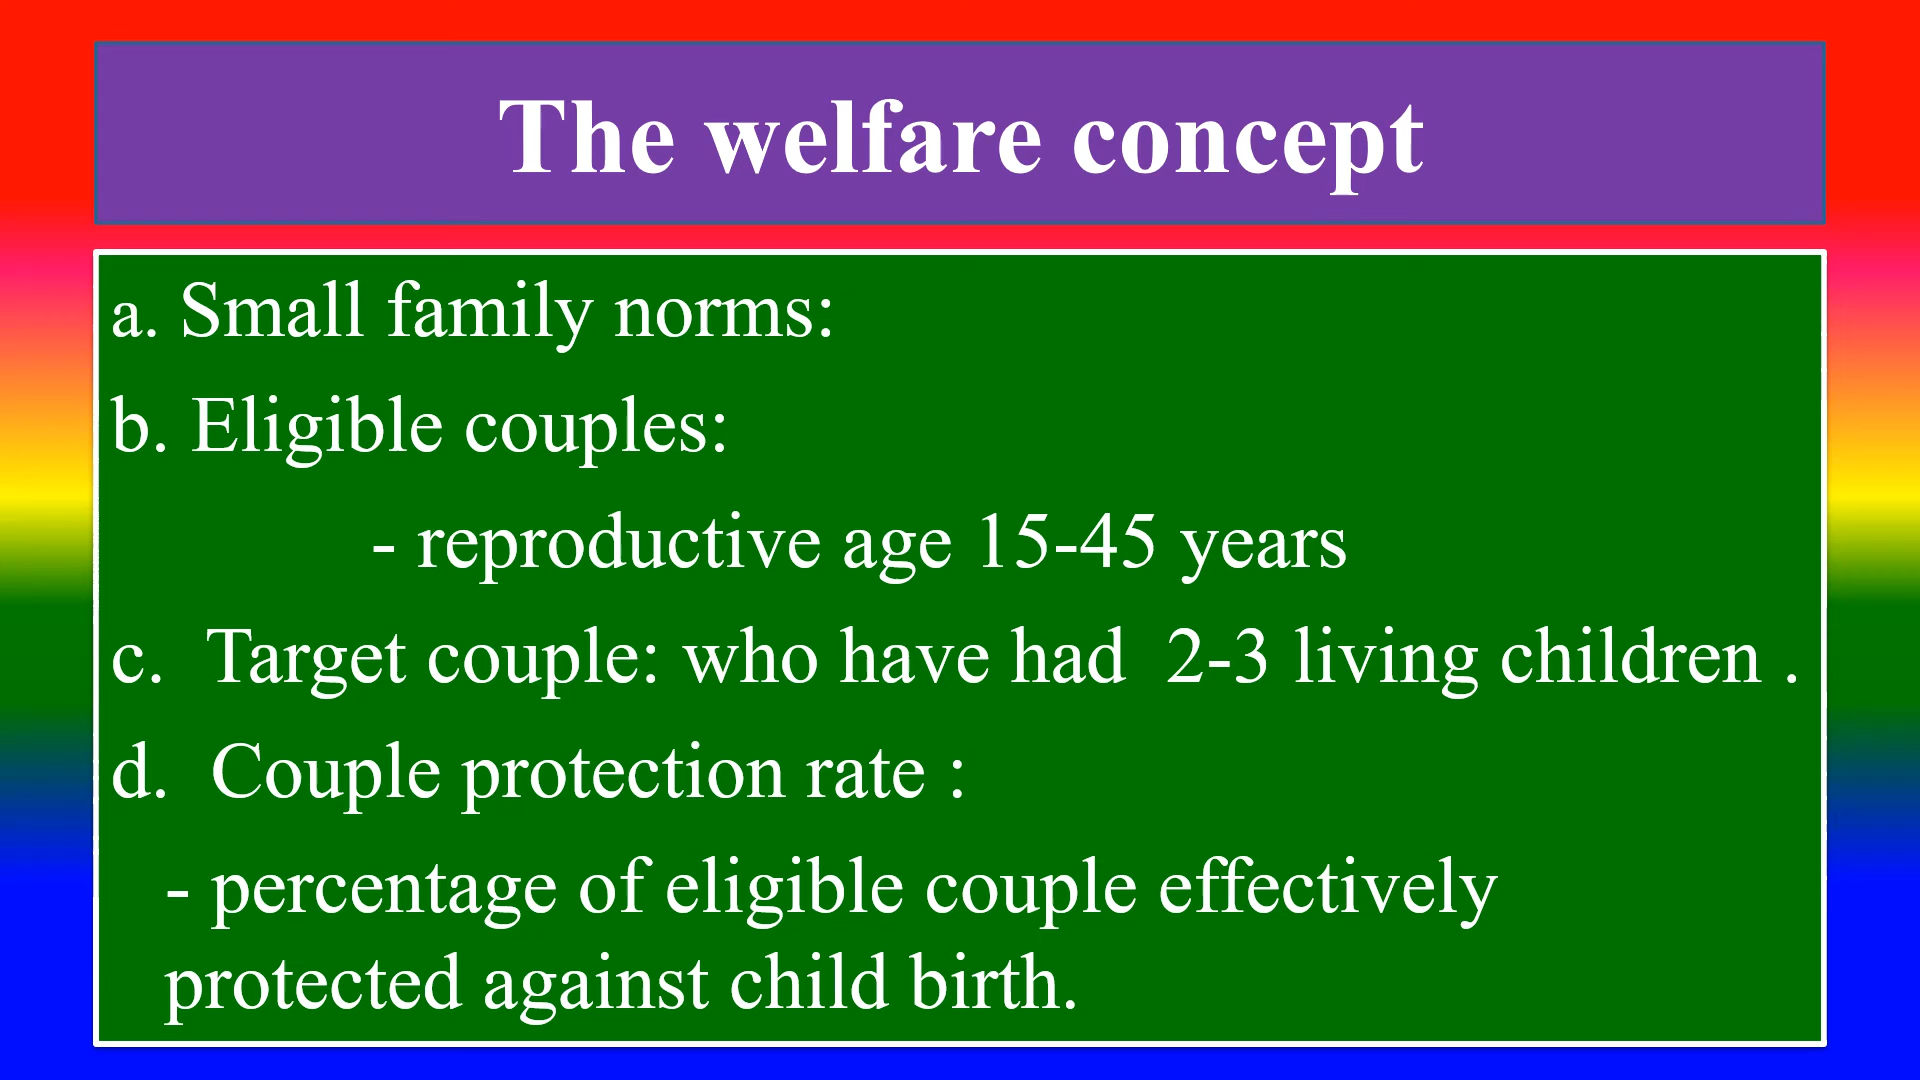 The welfare concept
a. Small family norms:
b. Eligible couples:
- reproductive age 15-45 years
c. Target couple: who have had 2-3 living children .
d. Couple protection rate :
- percentage of eligible couple effectively
protected against child birth.